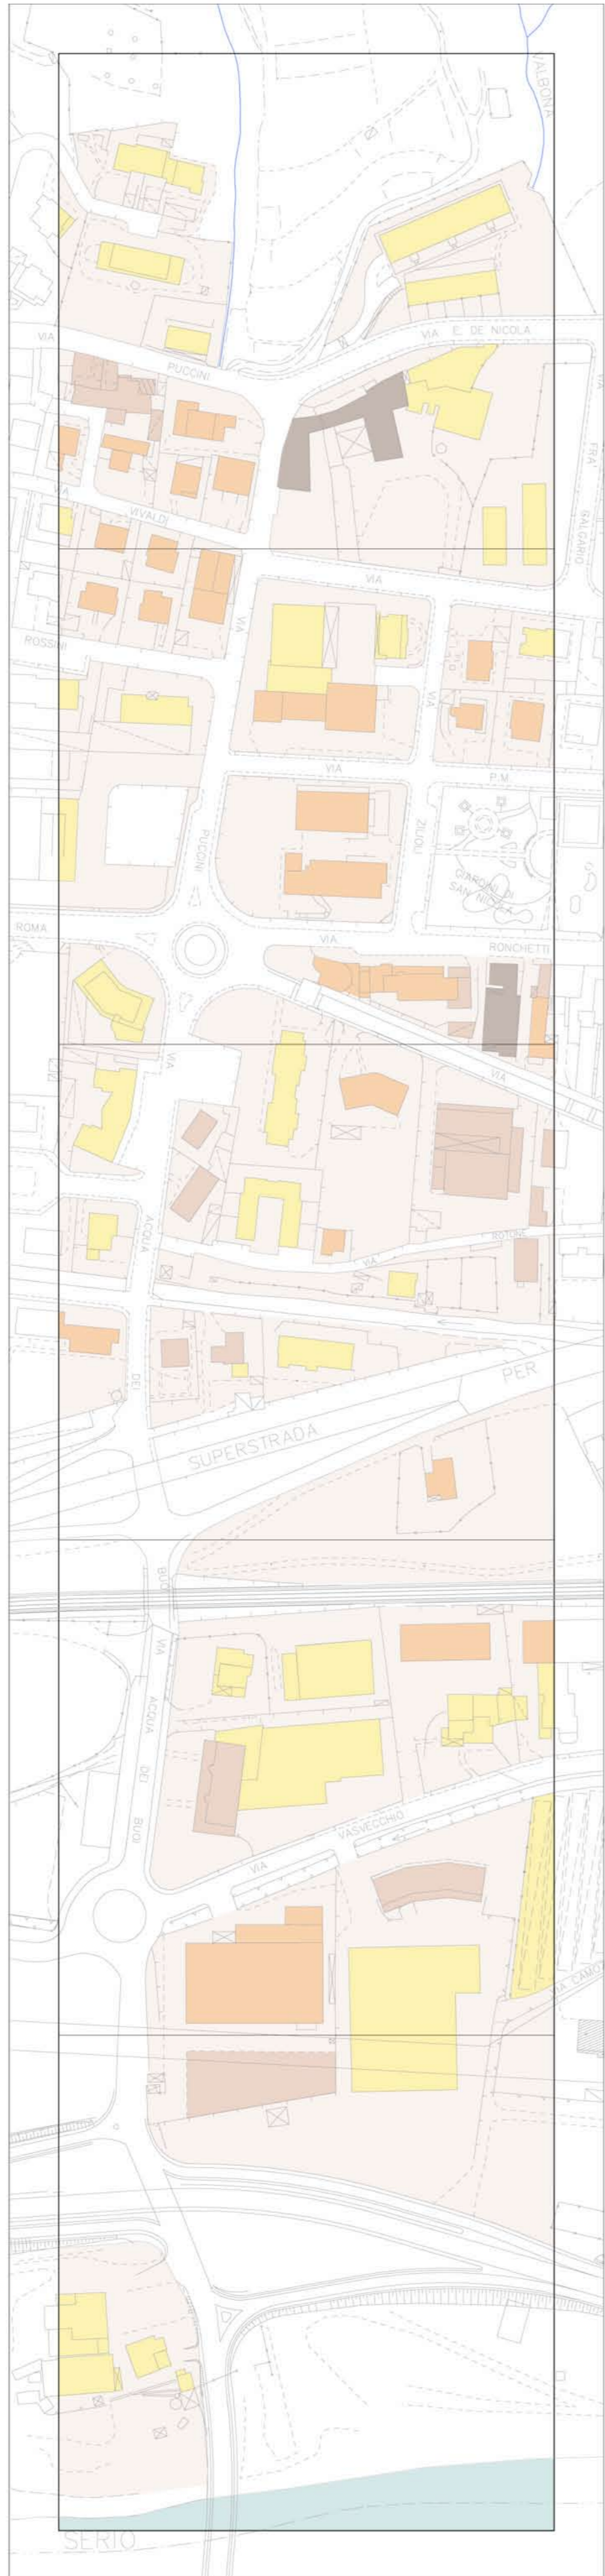 VALBONA
VIA
VIA E. DE NICOLA
PUCCINI
VIA
FRA'
GALGARIO
VIA
VIVALDI
VIA
VIA
ROSSINI
VIA
VIA
P.M.
PUCCINI
ZILIOLI
GIARDINI DI
SAN NICOLA
ROMA
VIA
RONCHETTI
VIA
VIA
ACQUA
ROTONE
VIA
DEI
PER
SUPERSTRADA
BUOI
VIA
ACQUA
DEI
BUOI
VIA VASVECCHIO
VIA CAMOZZI
SERIO